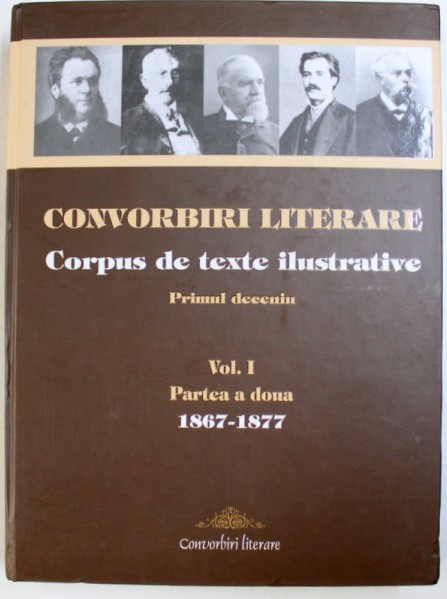 CONVORBIRI LITERARE
Corpus de texte ilustrative
Primul deceniu
Vol. I
Partea a doua
1867-1877
Convorbiri literare